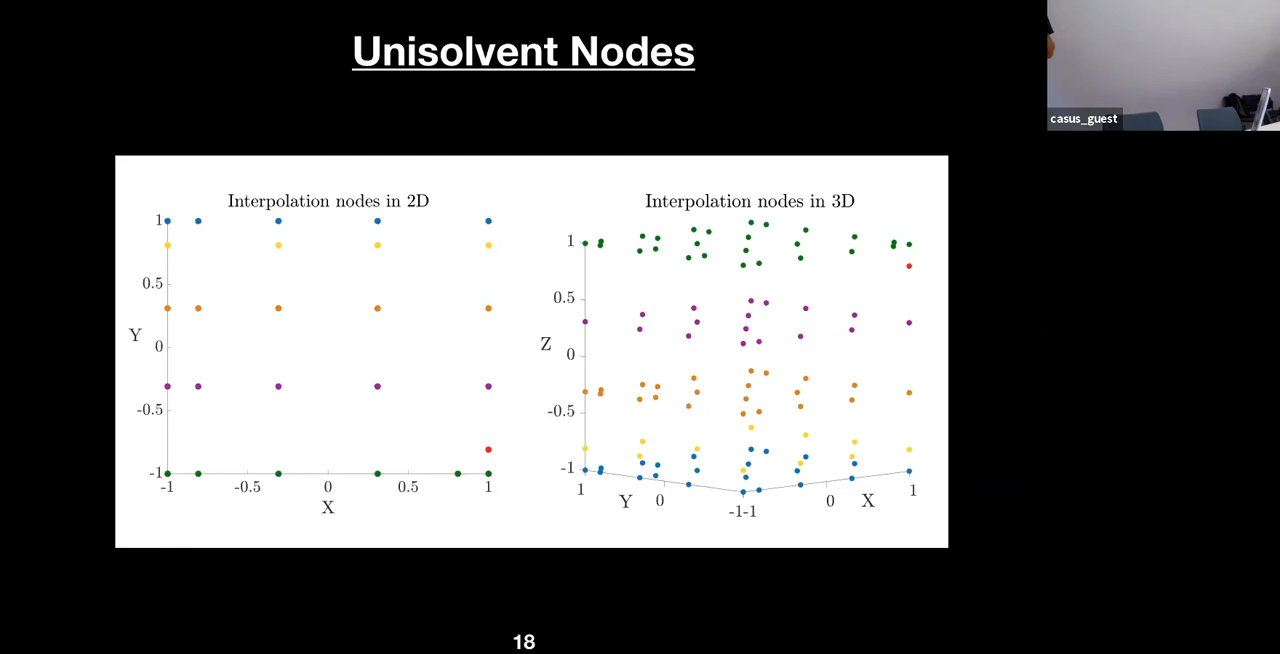 Unisolvent Nodes
casus_guest
Interpolation nodes in 2D
1
0.5
Y
0
-0.5
-1
-1
-0.5
0
0.5
1
X
Interpolation nodes in 3D
1
0.5
Z
0
-0.5
-1
1
Y
0
-1-1
0
X
1
18